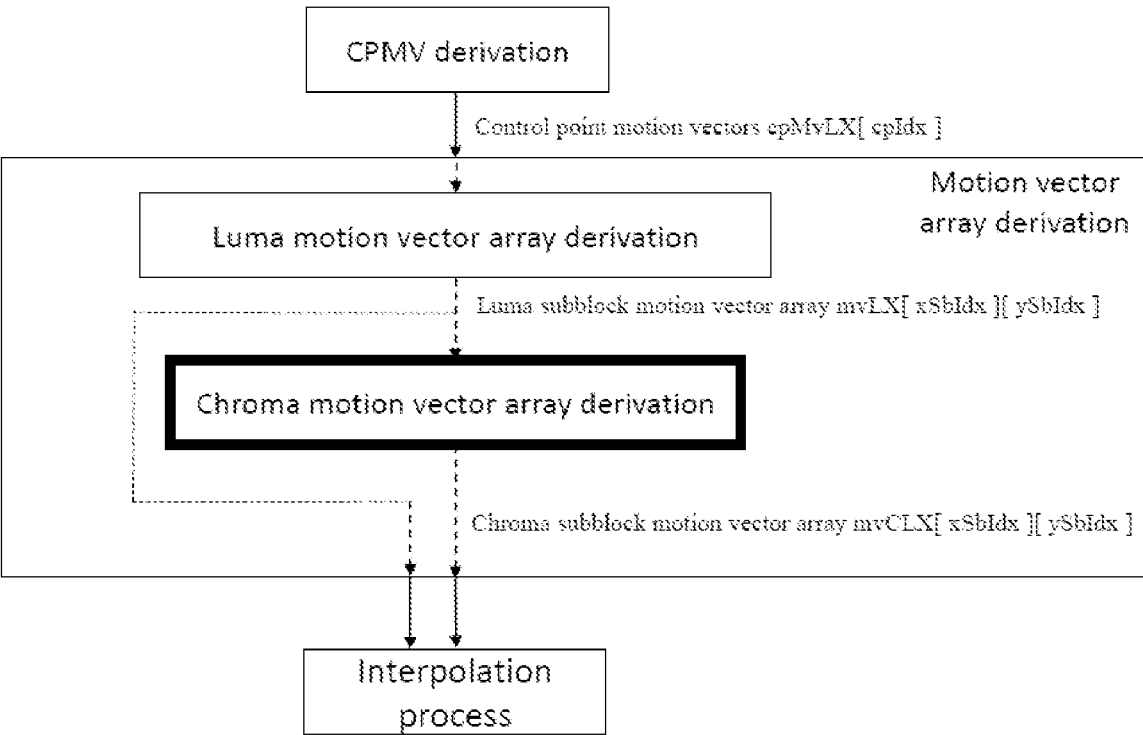 CPMV derivation
Control point motion vectors cpMvLX[ cpIdx ]
Motion vector
array derivation
Luma motion vector array derivation
Luma subblock motion vector array mvLX[ xSbIdx ][ ySbIdx ]
Chroma motion vector array derivation
Chroma subblock motion vector array mvCLX[ xSbIdx ][ ySbIdx ]
Interpolation
process